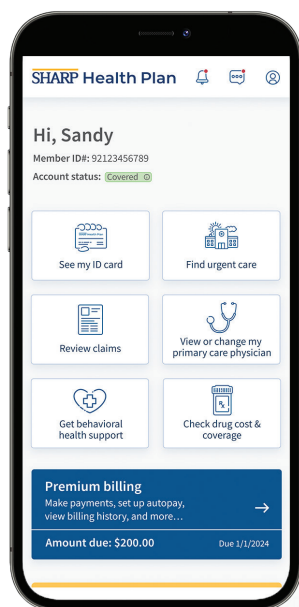 SHARP Health Plan
Hi, Sandy
Member ID#: 92123456789
Account status: Covered
See my ID card
Find urgent care
Review claims
View or change my
primary care physician
Get behavioral
health support
Rx
Check drug cost &
coverage
Premium billing
Make payments, set up autopay,
view billing history, and more…
Amount due: $200.00
Due 1/1/2024